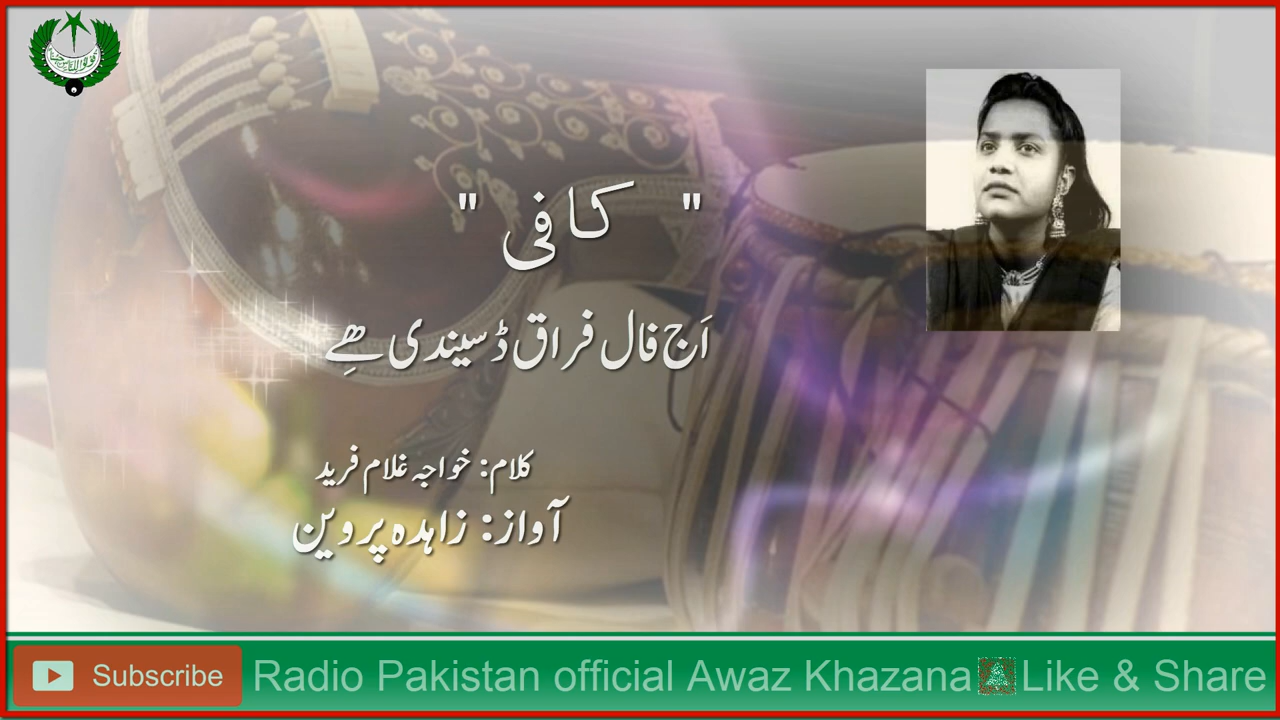 " کافی "
اَج فال فراق ڈسیندی ھِے
کلام: خواجہ غلام فرید
آواز: زاہدہ پروین
Subscribe Radio Pakistan official Awaz Khazana Like & Share